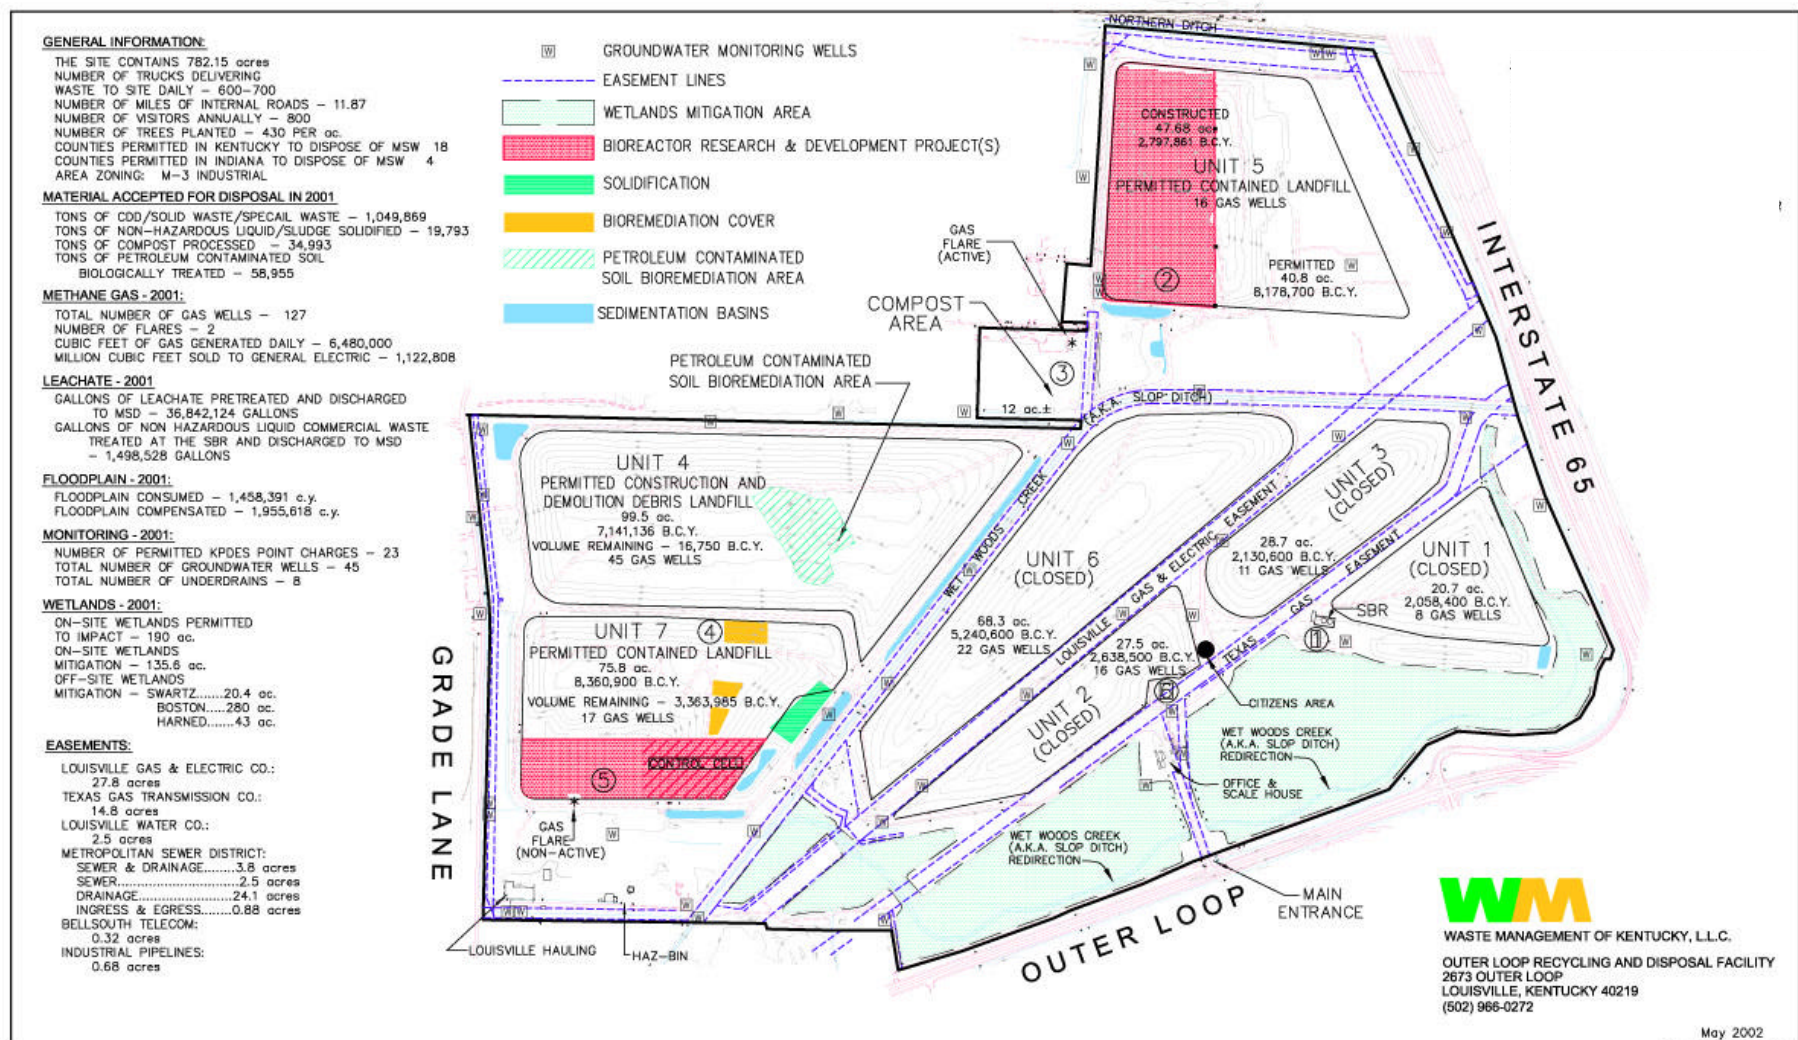 GENERAL INFORMATION:
THE SITE CONTAINS 782.15 acres
NUMBER OF TRUCKS DELIVERING
WASTE TO SITE DAILY – 600–700
NUMBER OF MILES OF INTERNAL ROADS – 11.87
NUMBER OF VISITORS ANNUALLY – 800
NUMBER OF TREES PLANTED – 430 PER ac.
COUNTIES PERMITTED IN KENTUCKY TO DISPOSE OF MSW 18
COUNTIES PERMITTED IN INDIANA TO DISPOSE OF MSW 4
AREA ZONING: M–3 INDUSTRIAL
MATERIAL ACCEPTED FOR DISPOSAL IN 2001
TONS OF CDD/SOLID WASTE/SPECAIL WASTE – 1,049,869
TONS OF NON–HAZARDOUS LIQUID/SLUDGE SOLIDIFIED – 19,793
TONS OF COMPOST PROCESSED – 34,993
TONS OF PETROLEUM CONTAMINATED SOIL
BIOLOGICALLY TREATED – 58,955
METHANE GAS - 2001:
TOTAL NUMBER OF GAS WELLS – 127
NUMBER OF FLARES – 2
CUBIC FEET OF GAS GENERATED DAILY – 6,480,000
MILLION CUBIC FEET SOLD TO GENERAL ELECTRIC – 1,122,808
LEACHATE - 2001
GALLONS OF LEACHATE PRETREATED AND DISCHARGED
TO MSD – 36,842,124 GALLONS
GALLONS OF NON HAZARDOUS LIQUID COMMERCIAL WASTE
TREATED AT THE SBR AND DISCHARGED TO MSD
– 1,498,528 GALLONS
FLOODPLAIN - 2001:
FLOODPLAIN CONSUMED – 1,458,391 c.y.
FLOODPLAIN COMPENSATED – 1,955,618 c.y.
MONITORING - 2001:
NUMBER OF PERMITTED KPDES POINT CHARGES – 23
TOTAL NUMBER OF GROUNDWATER WELLS – 45
TOTAL NUMBER OF UNDERDRAINS – 8
WETLANDS - 2001:
ON–SITE WETLANDS PERMITTED
TO IMPACT – 190 ac.
ON–SITE WETLANDS
MITIGATION – 135.6 ac.
OFF–SITE WETLANDS
MITIGATION – SWARTZ......20.4 ac.
BOSTON.....280 ac.
HARNED.......43 ac.
EASEMENTS:
LOUISVILLE GAS & ELECTRIC CO.:
27.8 acres
TEXAS GAS TRANSMISSION CO.:
14.8 acres
LOUISVILLE WATER CO.:
2.5 acres
METROPOLITAN SEWER DISTRICT:
SEWER & DRAINAGE........3.8 acres
SEWER..............................2.5 acres
DRAINAGE.......................24.1 acres
INGRESS & EGRESS........0.88 acres
BELLSOUTH TELECOM:
0.32 acres
INDUSTRIAL PIPELINES:
0.68 acres
W GROUNDWATER MONITORING WELLS
EASEMENT LINES
WETLANDS MITIGATION AREA
BIOREACTOR RESEARCH & DEVELOPMENT PROJECT(S)
SOLIDIFICATION
BIOREMEDIATION COVER
PETROLEUM CONTAMINATED
SOIL BIOREMEDIATION AREA
SEDIMENTATION BASINS
NORTHERN DITCH
CONSTRUCTED
47.68 ac.
2,797,861 B.C.Y.
UNIT 5
PERMITTED CONTAINED LANDFILL
16 GAS WELLS
PERMITTED
40.8 ac.
8,178,700 B.C.Y.
2
GAS
FLARE
(ACTIVE)
COMPOST
AREA
3
12 ac.±
(A.K.A. SLOP DITCH)
INTERSTATE 65
PETROLEUM CONTAMINATED
SOIL BIOREMEDIATION AREA
UNIT 4
PERMITTED CONSTRUCTION AND
DEMOLITION DEBRIS LANDFILL
99.5 ac.
7,141,136 B.C.Y.
VOLUME REMAINING – 16,750 B.C.Y.
45 GAS WELLS
WET WOODS CREEK
UNIT 6
(CLOSED)
68.3 ac.
5,240,600 B.C.Y.
22 GAS WELLS
LOUISVILLE GAS & ELECTRIC EASEMENT
UNIT 3
(CLOSED)
28.7 ac.
2,130,600 B.C.Y.
11 GAS WELLS
TEXAS GAS EASEMENT
UNIT 1
(CLOSED)
20.7 ac.
2,058,400 B.C.Y.
8 GAS WELLS
SBR
1
UNIT 7
4
PERMITTED CONTAINED LANDFILL
75.8 ac.
8,360,900 B.C.Y.
VOLUME REMAINING – 3,363,985 B.C.Y.
17 GAS WELLS
CONTROL CELL
5
27.5 ac.
2,638,500 B.C.Y.
16 GAS WELLS
UNIT 2
(CLOSED)
6
CITIZENS AREA
WET WOODS CREEK
(A.K.A. SLOP DITCH)
REDIRECTION
OFFICE &
SCALE HOUSE
WET WOODS CREEK
(A.K.A. SLOP DITCH)
REDIRECTION
GAS
FLARE
(NON–ACTIVE)
GRADE LANE
LOUISVILLE HAULING
HAZ–BIN
OUTER LOOP
MAIN
ENTRANCE
WM
WASTE MANAGEMENT OF KENTUCKY, L.L.C.
OUTER LOOP RECYCLING AND DISPOSAL FACILITY
2673 OUTER LOOP
LOUISVILLE, KENTUCKY 40219
(502) 966-0272
May 2002